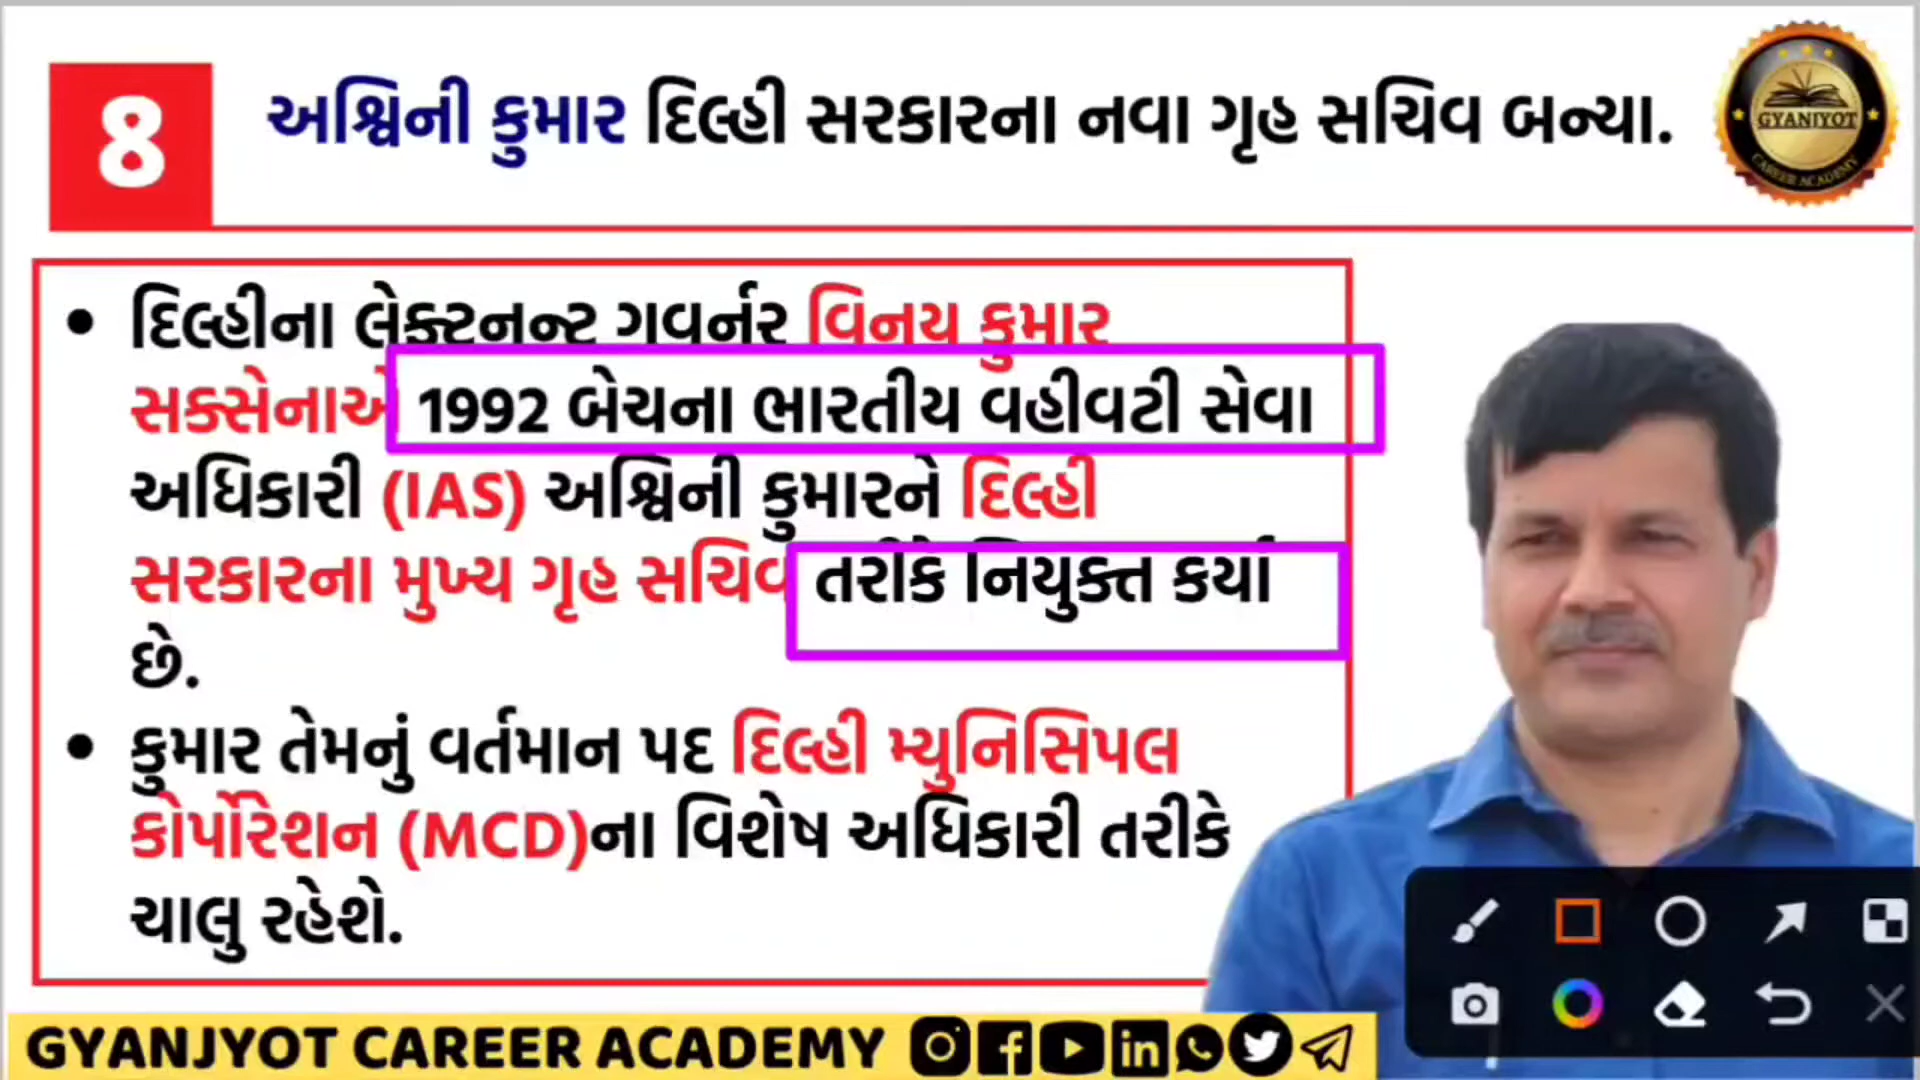 8
અશ્વિની કુમાર દિલ્હી સરકારના નવા ગૃહ સચિવ બન્યા.
GYANJYOT
CAREER ACADEMY
• દિલ્હીના લેફ્ટનન્ટ ગવર્નર વિનય કુમાર
સક્સેનાએ 1992 બેચના ભારતીય વહીવટી સેવા
અધિકારી (IAS) અશ્વિની કુમારને દિલ્હી
સરકારના મુખ્ય ગૃહ સચિવ તરીકે નિયુક્ત કર્યા
છે.
• કુમાર તેમનું વર્તમાન પદ દિલ્હી મ્યુનિસિપલ
કોર્પોરેશન (MCD)ના વિશેષ અધિકારી તરીકે
ચાલુ રહેશે.
GYANJYOT CAREER ACADEMY